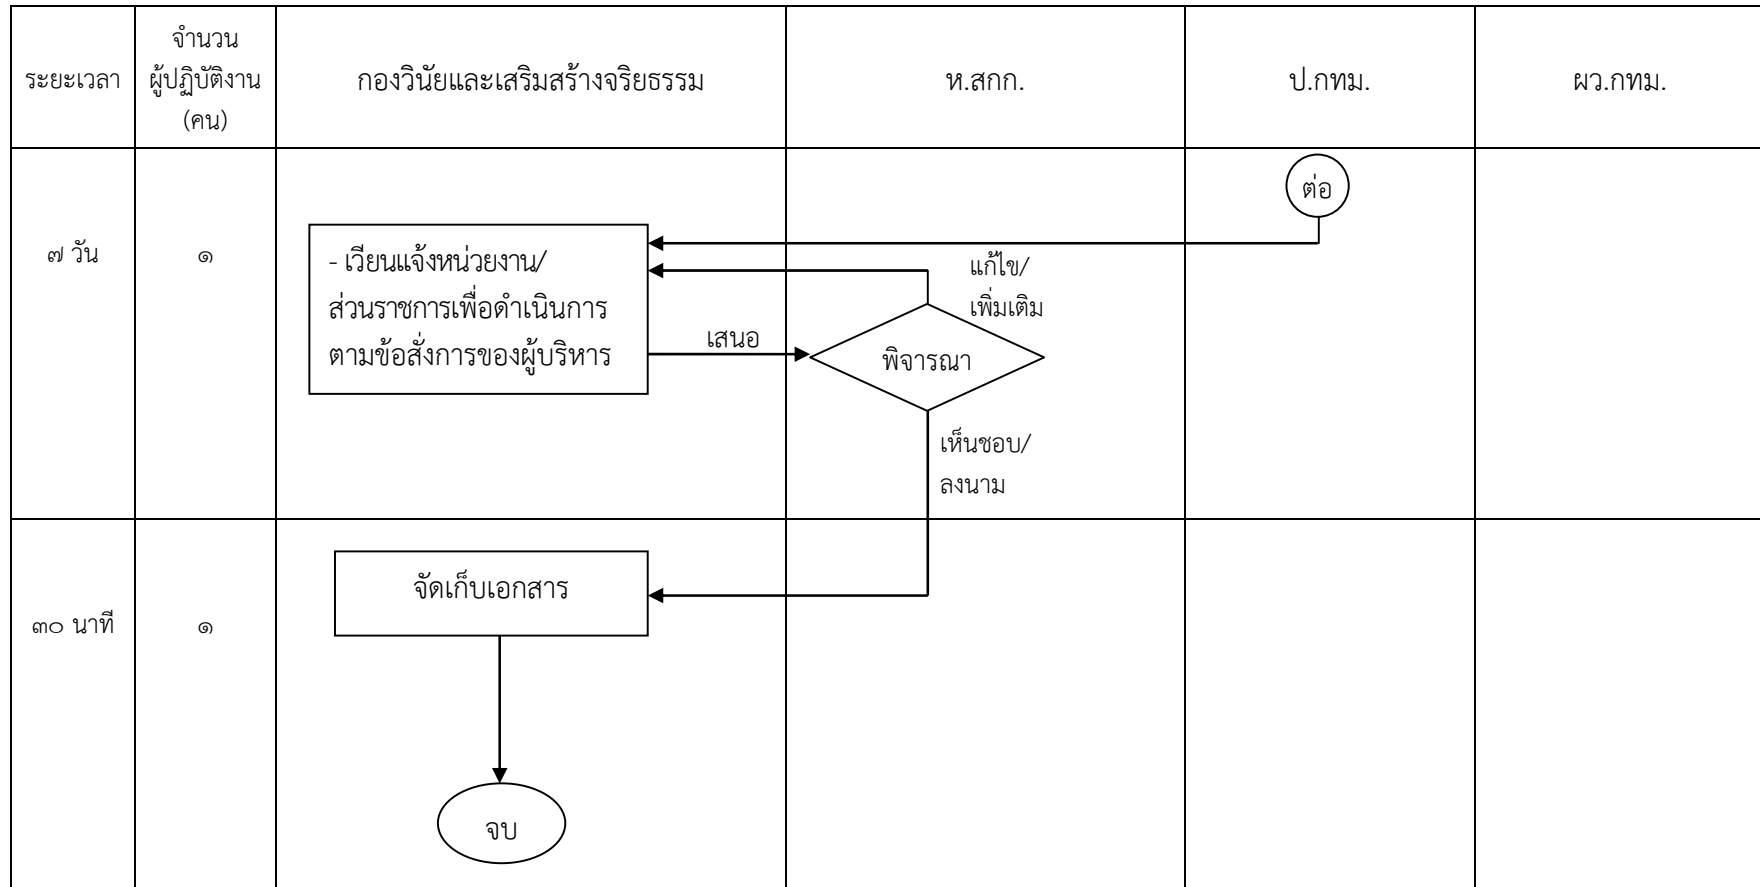 ระยะเวลา
จำนวน
ผู้ปฏิบัติงาน
(คน)
กองวินัยและเสริมสร้างจริยธรรม
ห.สกก.
ป.กทม.
ผว.กทม.
ต่อ
๗ วัน
๑
- เวียนแจ้งหน่วยงาน/
ส่วนราชการเพื่อดำเนินการ
ตามข้อสั่งการของผู้บริหาร
แก้ไข/
เพิ่มเติม
เสนอ
พิจารณา
เห็นชอบ/
ลงนาม
๓๐ นาที
๑
จัดเก็บเอกสาร
จบ